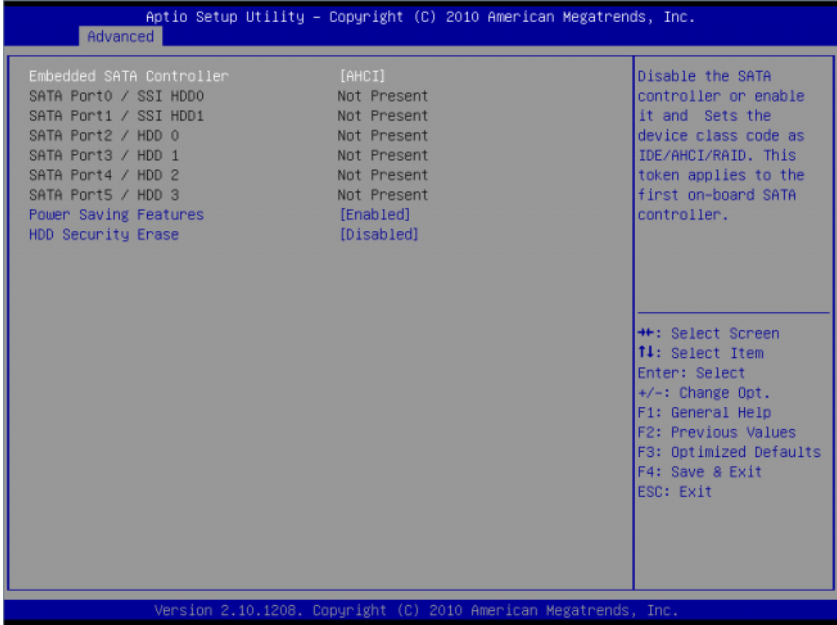 Aptio Setup Utility – Copyright (C) 2010 American Megatrends, Inc.
Advanced
Embedded SATA Controller [AHCI]
SATA Port0 / SSI HDD0 Not Present
SATA Port1 / SSI HDD1 Not Present
SATA Port2 / HDD 0 Not Present
SATA Port3 / HDD 1 Not Present
SATA Port4 / HDD 2 Not Present
SATA Port5 / HDD 3 Not Present
Power Saving Features [Enabled]
HDD Security Erase [Disabled]
Disable the SATA
controller or enable
it and Sets the
device class code as
IDE/AHCI/RAID. This
token applies to the
first on-board SATA
controller.
→←: Select Screen
↑↓: Select Item
Enter: Select
+/-: Change Opt.
F1: General Help
F2: Previous Values
F3: Optimized Defaults
F4: Save & Exit
ESC: Exit
Version 2.10.1208. Copyright (C) 2010 American Megatrends, Inc.